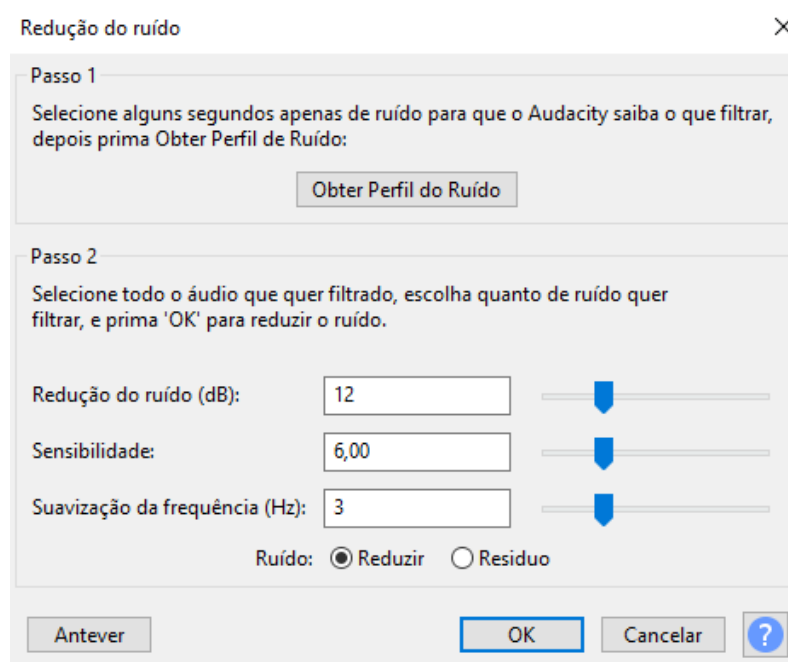 Redução do ruído
Passo 1
Selecione alguns segundos apenas de ruído para que o Audacity saiba o que filtrar,
depois prima Obter Perfil de Ruído:
Obter Perfil do Ruído
Passo 2
Selecione todo o áudio que quer filtrado, escolha quanto de ruído quer
filtrar, e prima 'OK' para reduzir o ruído.
Redução do ruído (dB): 12
Sensibilidade: 6,00
Suavização da frequência (Hz): 3
Ruído: Reduzir Residuo
Antever OK Cancelar ?